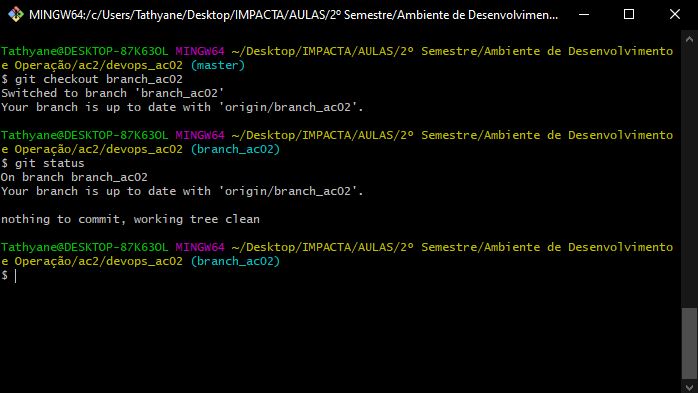 MINGW64:/c/Users/Tathyane/Desktop/IMPACTA/AULAS/2º Semestre/Ambiente de Desenvolvimen...
Tathyane@DESKTOP-87K63OL MINGW64 ~/Desktop/IMPACTA/AULAS/2º Semestre/Ambiente de Desenvolvimento
e Operação/ac2/devops_ac02 (master)
$ git checkout branch_ac02
Switched to branch 'branch_ac02'
Your branch is up to date with 'origin/branch_ac02'.
Tathyane@DESKTOP-87K63OL MINGW64 ~/Desktop/IMPACTA/AULAS/2º Semestre/Ambiente de Desenvolvimento
e Operação/ac2/devops_ac02 (branch_ac02)
$ git status
On branch branch_ac02
Your branch is up to date with 'origin/branch_ac02'.
nothing to commit, working tree clean
Tathyane@DESKTOP-87K63OL MINGW64 ~/Desktop/IMPACTA/AULAS/2º Semestre/Ambiente de Desenvolvimento
e Operação/ac2/devops_ac02 (branch_ac02)
$